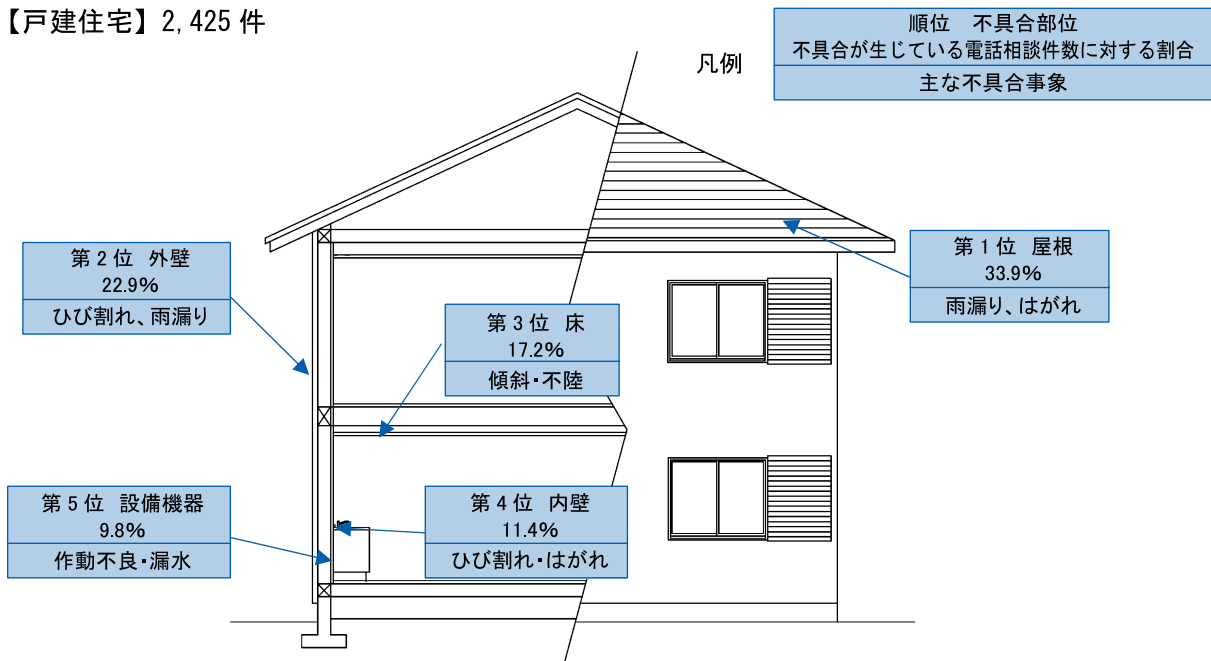 【戸建住宅】2,425 件
凡例
順位　不具合部位
不具合が生じている電話相談件数に対する割合
主な不具合事象
第２位 外壁
22.9%
ひび割れ、雨漏り
第１位 屋根
33.9%
雨漏り、はがれ
第３位 床
17.2%
傾斜・不陸
第５位 設備機器
9.8%
作動不良・漏水
第４位 内壁
11.4%
ひび割れ・はがれ